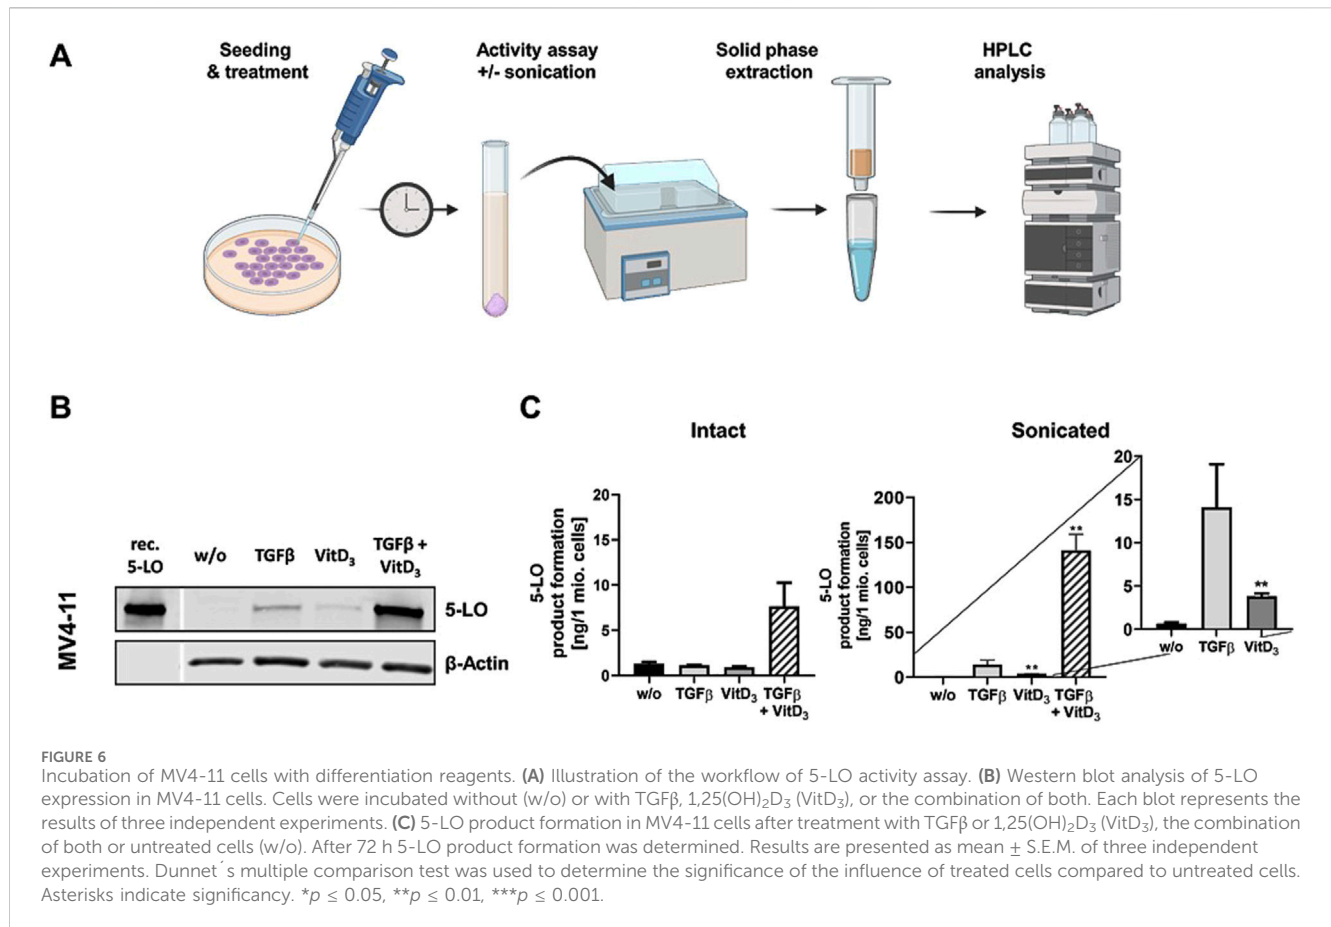 A
Seeding
& treatment
Activity assay
+/- sonication
Solid phase
extraction
HPLC
analysis
B
MV4-11
rec.
5-LO
w/o
TGFβ
VitD₃
TGFβ +
VitD₃
5-LO
β-Actin
C
Intact
5-LO
product formation
[ng/1 mio. cells]
20
15
10
5
0
w/o
TGFβ
VitD₃
TGFβ
+ VitD₃
Sonicated
5-LO
product formation
[ng/1 mio. cells]
200
150
100
50
0
**
**
w/o
TGFβ
VitD₃
TGFβ
+ VitD₃
20
15
10
5
0
**
w/o
TGFβ
VitD₃
FIGURE 6
Incubation of MV4-11 cells with differentiation reagents. (A) Illustration of the workflow of 5-LO activity assay. (B) Western blot analysis of 5-LO
expression in MV4-11 cells. Cells were incubated without (w/o) or with TGFβ, 1,25(OH)₂D₃ (VitD₃), or the combination of both. Each blot represents the
results of three independent experiments. (C) 5-LO product formation in MV4-11 cells after treatment with TGFβ or 1,25(OH)₂D₃ (VitD₃), the combination
of both or untreated cells (w/o). After 72 h 5-LO product formation was determined. Results are presented as mean ± S.E.M. of three independent
experiments. Dunnet´s multiple comparison test was used to determine the significance of the influence of treated cells compared to untreated cells.
Asterisks indicate significancy. *p ≤ 0.05, **p ≤ 0.01, ***p ≤ 0.001.